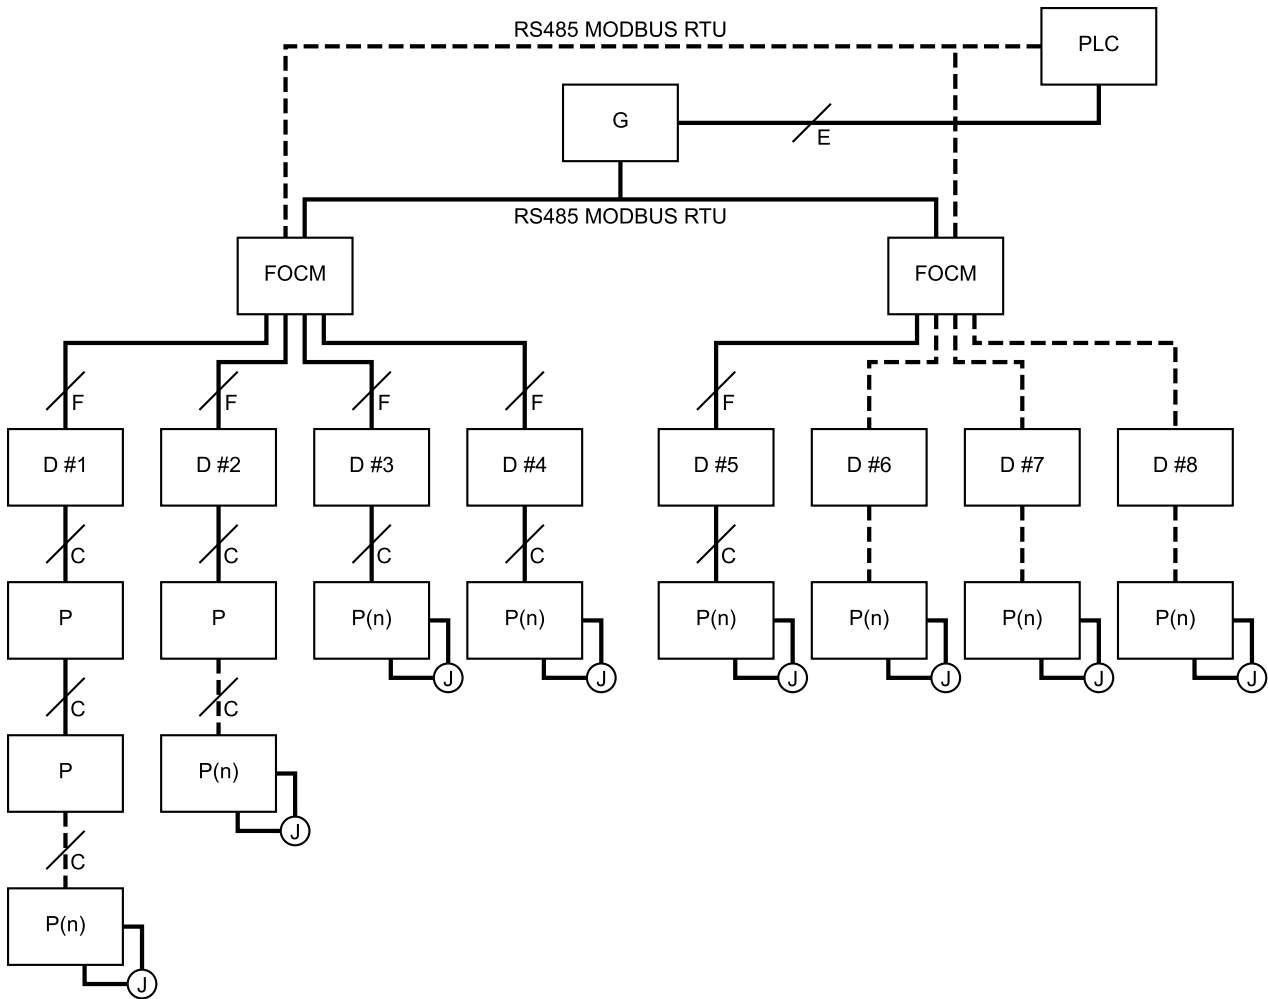 RS485 MODBUS RTU
PLC
G
E
RS485 MODBUS RTU
FOCM
FOCM
F
F
F
F
F
D #1
D #2
D #3
D #4
D #5
D #6
D #7
D #8
C
C
C
C
C
P
P
P(n)
P(n)
P(n)
P(n)
P(n)
P(n)
J
J
J
J
J
J
C
C
P
P(n)
J
C
P(n)
J